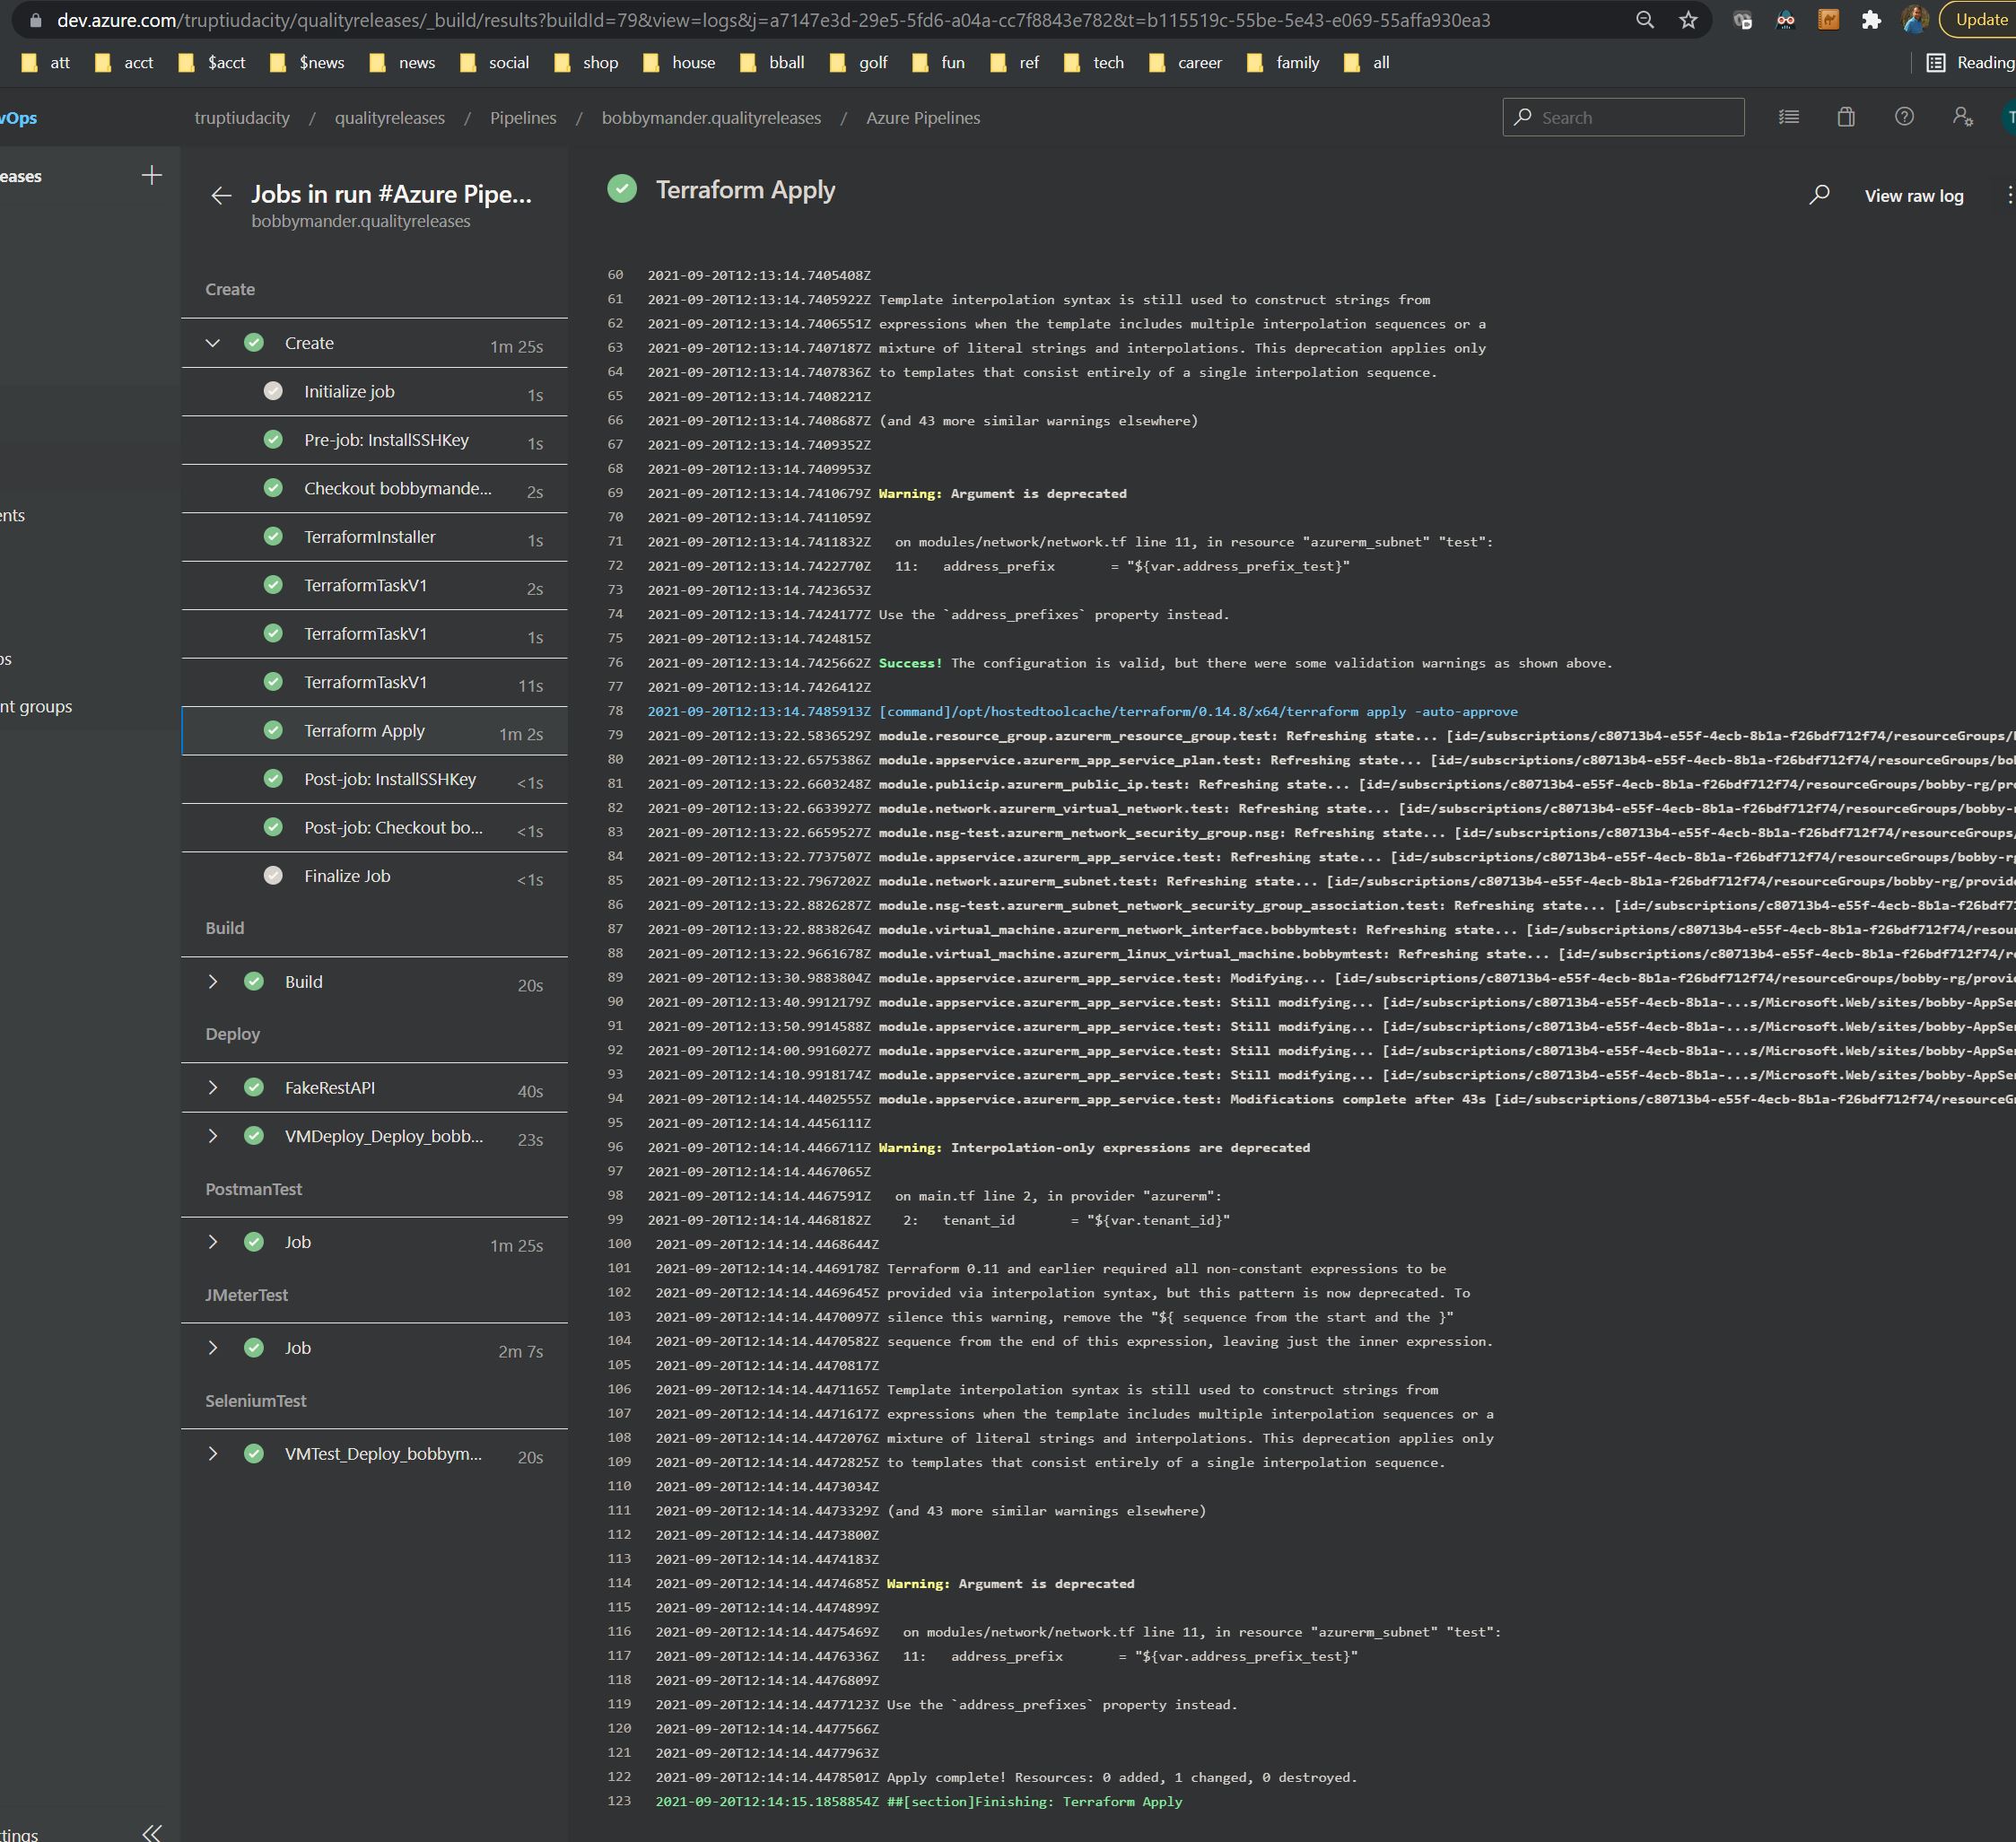 dev.azure.com/truptiudacity/qualityreleases/_build/results?buildId=79&view=logs&j=a7147e3d-29e5-5fd6-a04a-cc7f8843e782&t=b115519c-55be-5e43-e069-55affa930ea3
Update
att acct $acct $news news social shop house bball golf fun ref tech career family all Reading
vOps truptiudacity / qualityreleases / Pipelines / bobbymander.qualityreleases / Azure Pipelines Search T
eases
ents
os
nt groups
ttings
Jobs in run #Azure Pipe...
bobbymander.qualityreleases
Create
Create 1m 25s
Initialize job 1s
Pre-job: InstallSSHKey 1s
Checkout bobbymande... 2s
TerraformInstaller 1s
TerraformTaskV1 2s
TerraformTaskV1 1s
TerraformTaskV1 11s
Terraform Apply 1m 2s
Post-job: InstallSSHKey <1s
Post-job: Checkout bo... <1s
Finalize Job <1s
Build
Build 20s
Deploy
FakeRestAPI 40s
VMDeploy_Deploy_bobb... 23s
PostmanTest
Job 1m 25s
JMeterTest
Job 2m 7s
SeleniumTest
VMTest_Deploy_bobbym... 20s
Terraform Apply
View raw log
60 2021-09-20T12:13:14.7405408Z
61 2021-09-20T12:13:14.7405922Z Template interpolation syntax is still used to construct strings from
62 2021-09-20T12:13:14.7406551Z expressions when the template includes multiple interpolation sequences or a
63 2021-09-20T12:13:14.7407187Z mixture of literal strings and interpolations. This deprecation applies only
64 2021-09-20T12:13:14.7407836Z to templates that consist entirely of a single interpolation sequence.
65 2021-09-20T12:13:14.7408221Z
66 2021-09-20T12:13:14.7408687Z (and 43 more similar warnings elsewhere)
67 2021-09-20T12:13:14.7409352Z
68 2021-09-20T12:13:14.7409953Z
69 2021-09-20T12:13:14.7410679Z Warning: Argument is deprecated
70 2021-09-20T12:13:14.7411059Z
71 2021-09-20T12:13:14.7411832Z on modules/network/network.tf line 11, in resource "azurerm_subnet" "test":
72 2021-09-20T12:13:14.7422770Z 11: address_prefix = "${var.address_prefix_test}"
73 2021-09-20T12:13:14.7423653Z
74 2021-09-20T12:13:14.7424177Z Use the `address_prefixes` property instead.
75 2021-09-20T12:13:14.7424815Z
76 2021-09-20T12:13:14.7425662Z Success! The configuration is valid, but there were some validation warnings as shown above.
77 2021-09-20T12:13:14.7426412Z
78 2021-09-20T12:13:14.7485913Z [command]/opt/hostedtoolcache/terraform/0.14.8/x64/terraform apply -auto-approve
79 2021-09-20T12:13:22.5836529Z module.resource_group.azurerm_resource_group.test: Refreshing state... [id=/subscriptions/c80713b4-e55f-4ecb-8b1a-f26bdf712f74/resourceGroups/b
80 2021-09-20T12:13:22.6575386Z module.appservice.azurerm_app_service_plan.test: Refreshing state... [id=/subscriptions/c80713b4-e55f-4ecb-8b1a-f26bdf712f74/resourceGroups/bob
81 2021-09-20T12:13:22.6603248Z module.publicip.azurerm_public_ip.test: Refreshing state... [id=/subscriptions/c80713b4-e55f-4ecb-8b1a-f26bdf712f74/resourceGroups/bobby-rg/pro
82 2021-09-20T12:13:22.6633927Z module.network.azurerm_virtual_network.test: Refreshing state... [id=/subscriptions/c80713b4-e55f-4ecb-8b1a-f26bdf712f74/resourceGroups/bobby-r
83 2021-09-20T12:13:22.6659527Z module.nsg-test.azurerm_network_security_group.nsg: Refreshing state... [id=/subscriptions/c80713b4-e55f-4ecb-8b1a-f26bdf712f74/resourceGroups/
84 2021-09-20T12:13:22.7737507Z module.appservice.azurerm_app_service.test: Refreshing state... [id=/subscriptions/c80713b4-e55f-4ecb-8b1a-f26bdf712f74/resourceGroups/bobby-rg
85 2021-09-20T12:13:22.7967202Z module.network.azurerm_subnet.test: Refreshing state... [id=/subscriptions/c80713b4-e55f-4ecb-8b1a-f26bdf712f74/resourceGroups/bobby-rg/provide
86 2021-09-20T12:13:22.8826287Z module.nsg-test.azurerm_subnet_network_security_group_association.test: Refreshing state... [id=/subscriptions/c80713b4-e55f-4ecb-8b1a-f26bdf71
87 2021-09-20T12:13:22.8838264Z module.virtual_machine.azurerm_network_interface.bobbymtest: Refreshing state... [id=/subscriptions/c80713b4-e55f-4ecb-8b1a-f26bdf712f74/resour
88 2021-09-20T12:13:22.9661678Z module.virtual_machine.azurerm_linux_virtual_machine.bobbymtest: Refreshing state... [id=/subscriptions/c80713b4-e55f-4ecb-8b1a-f26bdf712f74/re
89 2021-09-20T12:13:30.9883804Z module.appservice.azurerm_app_service.test: Modifying... [id=/subscriptions/c80713b4-e55f-4ecb-8b1a-f26bdf712f74/resourceGroups/bobby-rg/provid
90 2021-09-20T12:13:40.9912179Z module.appservice.azurerm_app_service.test: Still modifying... [id=/subscriptions/c80713b4-e55f-4ecb-8b1a-...s/Microsoft.Web/sites/bobby-AppSe
91 2021-09-20T12:13:50.9914588Z module.appservice.azurerm_app_service.test: Still modifying... [id=/subscriptions/c80713b4-e55f-4ecb-8b1a-...s/Microsoft.Web/sites/bobby-AppSe
92 2021-09-20T12:14:00.9916027Z module.appservice.azurerm_app_service.test: Still modifying... [id=/subscriptions/c80713b4-e55f-4ecb-8b1a-...s/Microsoft.Web/sites/bobby-AppSe
93 2021-09-20T12:14:10.9918174Z module.appservice.azurerm_app_service.test: Still modifying... [id=/subscriptions/c80713b4-e55f-4ecb-8b1a-...s/Microsoft.Web/sites/bobby-AppSe
94 2021-09-20T12:14:14.4402555Z module.appservice.azurerm_app_service.test: Modifications complete after 43s [id=/subscriptions/c80713b4-e55f-4ecb-8b1a-f26bdf712f74/resourceG
95 2021-09-20T12:14:14.4456111Z
96 2021-09-20T12:14:14.4466711Z Warning: Interpolation-only expressions are deprecated
97 2021-09-20T12:14:14.4467065Z
98 2021-09-20T12:14:14.4467591Z on main.tf line 2, in provider "azurerm":
99 2021-09-20T12:14:14.4468182Z 2: tenant_id = "${var.tenant_id}"
100 2021-09-20T12:14:14.4468644Z
101 2021-09-20T12:14:14.4469178Z Terraform 0.11 and earlier required all non-constant expressions to be
102 2021-09-20T12:14:14.4469645Z provided via interpolation syntax, but this pattern is now deprecated. To
103 2021-09-20T12:14:14.4470097Z silence this warning, remove the "${ sequence from the start and the }"
104 2021-09-20T12:14:14.4470582Z sequence from the end of this expression, leaving just the inner expression.
105 2021-09-20T12:14:14.4470817Z
106 2021-09-20T12:14:14.4471165Z Template interpolation syntax is still used to construct strings from
107 2021-09-20T12:14:14.4471617Z expressions when the template includes multiple interpolation sequences or a
108 2021-09-20T12:14:14.4472076Z mixture of literal strings and interpolations. This deprecation applies only
109 2021-09-20T12:14:14.4472825Z to templates that consist entirely of a single interpolation sequence.
110 2021-09-20T12:14:14.4473034Z
111 2021-09-20T12:14:14.4473329Z (and 43 more similar warnings elsewhere)
112 2021-09-20T12:14:14.4473800Z
113 2021-09-20T12:14:14.4474183Z
114 2021-09-20T12:14:14.4474685Z Warning: Argument is deprecated
115 2021-09-20T12:14:14.4474899Z
116 2021-09-20T12:14:14.4475469Z on modules/network/network.tf line 11, in resource "azurerm_subnet" "test":
117 2021-09-20T12:14:14.4476336Z 11: address_prefix = "${var.address_prefix_test}"
118 2021-09-20T12:14:14.4476809Z
119 2021-09-20T12:14:14.4477123Z Use the `address_prefixes` property instead.
120 2021-09-20T12:14:14.4477566Z
121 2021-09-20T12:14:14.4477963Z
122 2021-09-20T12:14:14.4478501Z Apply complete! Resources: 0 added, 1 changed, 0 destroyed.
123 2021-09-20T12:14:15.1858854Z ##[section]Finishing: Terraform Apply